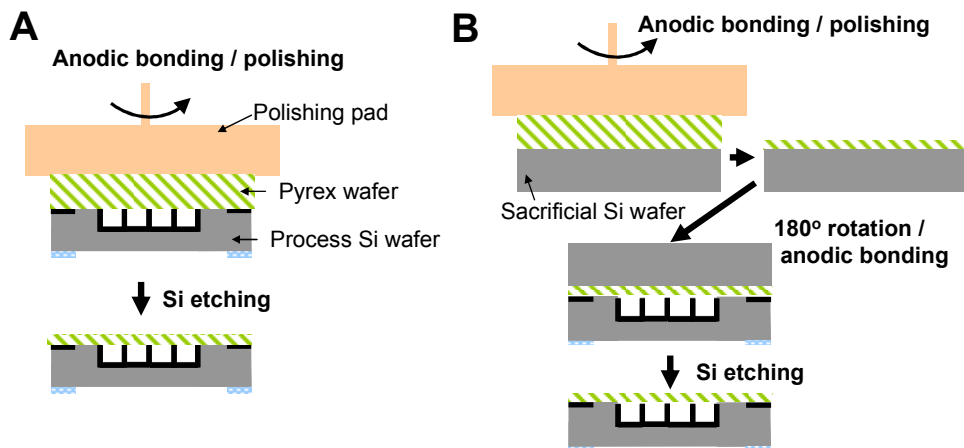 A
Anodic bonding / polishing
Polishing pad
Pyrex wafer
Process Si wafer
Si etching
B
Anodic bonding / polishing
Sacrificial Si wafer
180º rotation /
anodic bonding
Si etching